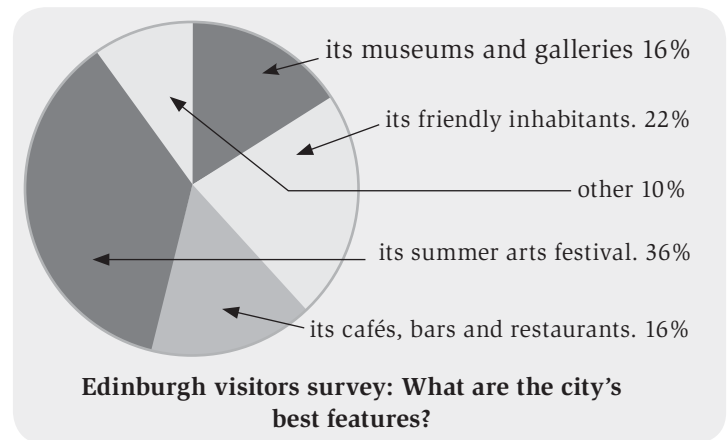 its museums and galleries 16%
its friendly inhabitants. 22%
other 10%
its summer arts festival. 36%
its cafés, bars and restaurants. 16%
Edinburgh visitors survey: What are the city’s
best features?